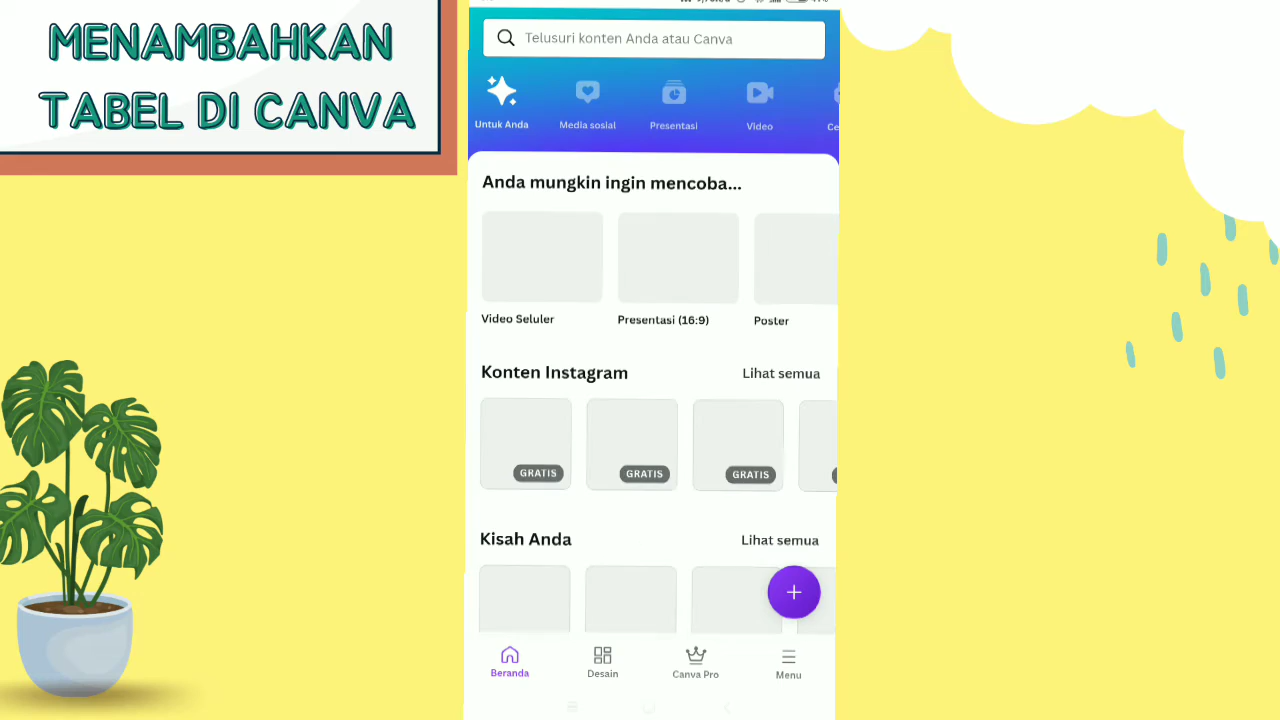 MENAMBAHKAN
TABEL DI CANVA
Telusuri konten Anda atau Canva
Untuk Anda
Media sosial
Presentasi
Video
Ce
Anda mungkin ingin mencoba...
Video Seluler
Presentasi (16:9)
Poster
Konten Instagram
Lihat semua
GRATIS
GRATIS
GRATIS
Kisah Anda
Lihat semua
Beranda
Desain
Canva Pro
Menu